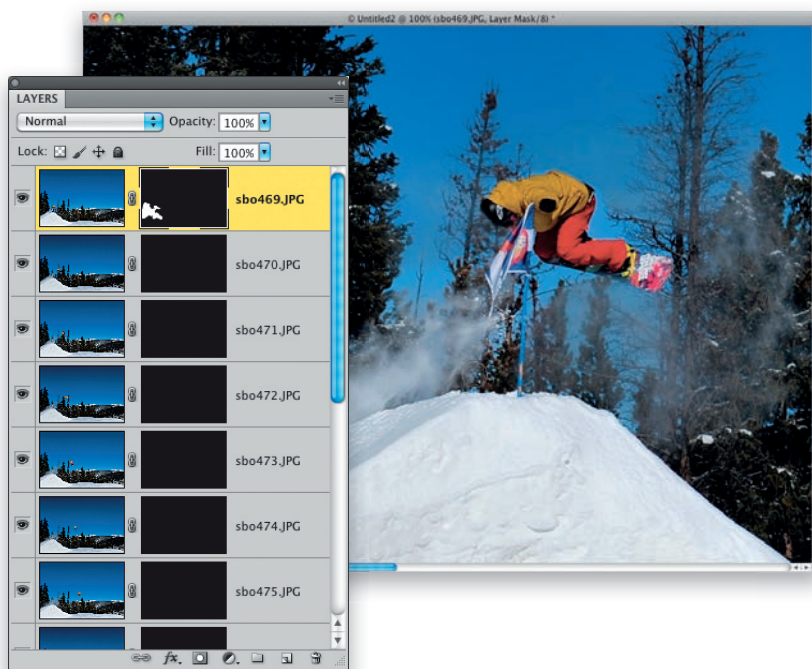 © Untitled2 @ 100% (sbo469.JPG, Layer Mask/8) *
LAYERS
Normal
Opacity: 100%
Lock:
Fill: 100%
sbo469.JPG
sbo470.JPG
sbo471.JPG
sbo472.JPG
sbo473.JPG
sbo474.JPG
sbo475.JPG
fx.